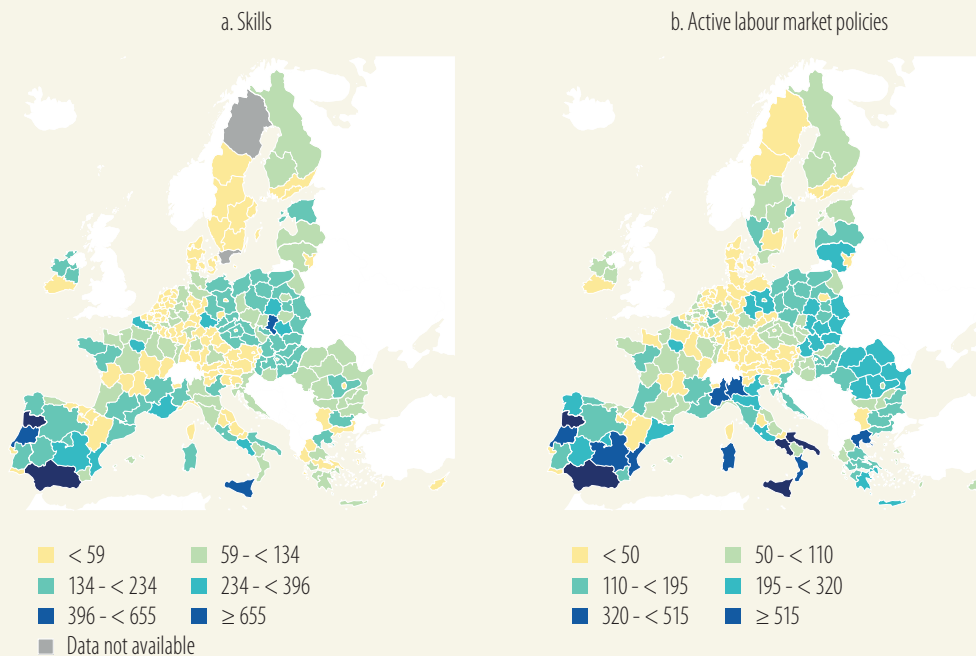 a. Skills
b. Active labour market policies
< 59
59 - < 134
134 - < 234
234 - < 396
396 - < 655
≥ 655
Data not available
< 50
50 - < 110
110 - < 195
195 - < 320
320 - < 515
≥ 515